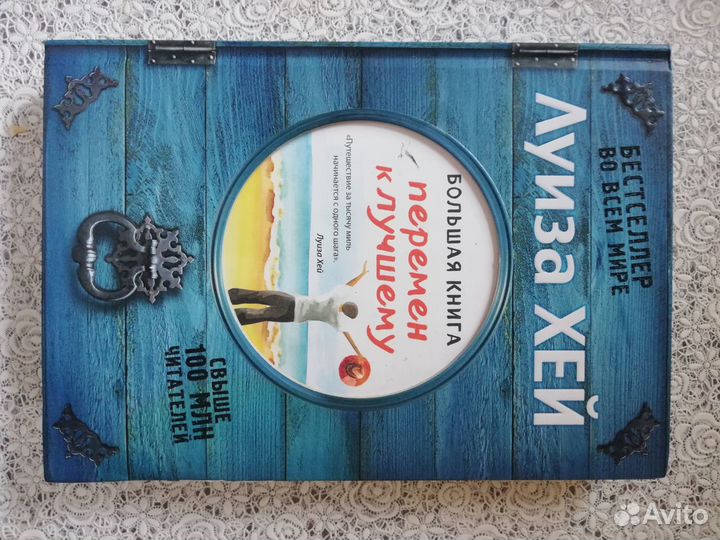 БЕСТСЕЛЛЕР
ВО ВСЕМ МИРЕ
Луиза ХЕЙ
БОЛЬШАЯ КНИГА
перемен
к лучшему
«Путешествие за тысячу миль
начинается с одного шага».
Луиза Хей
СВЫШЕ
100 МЛН
ЧИТАТЕЛЕЙ
Avito